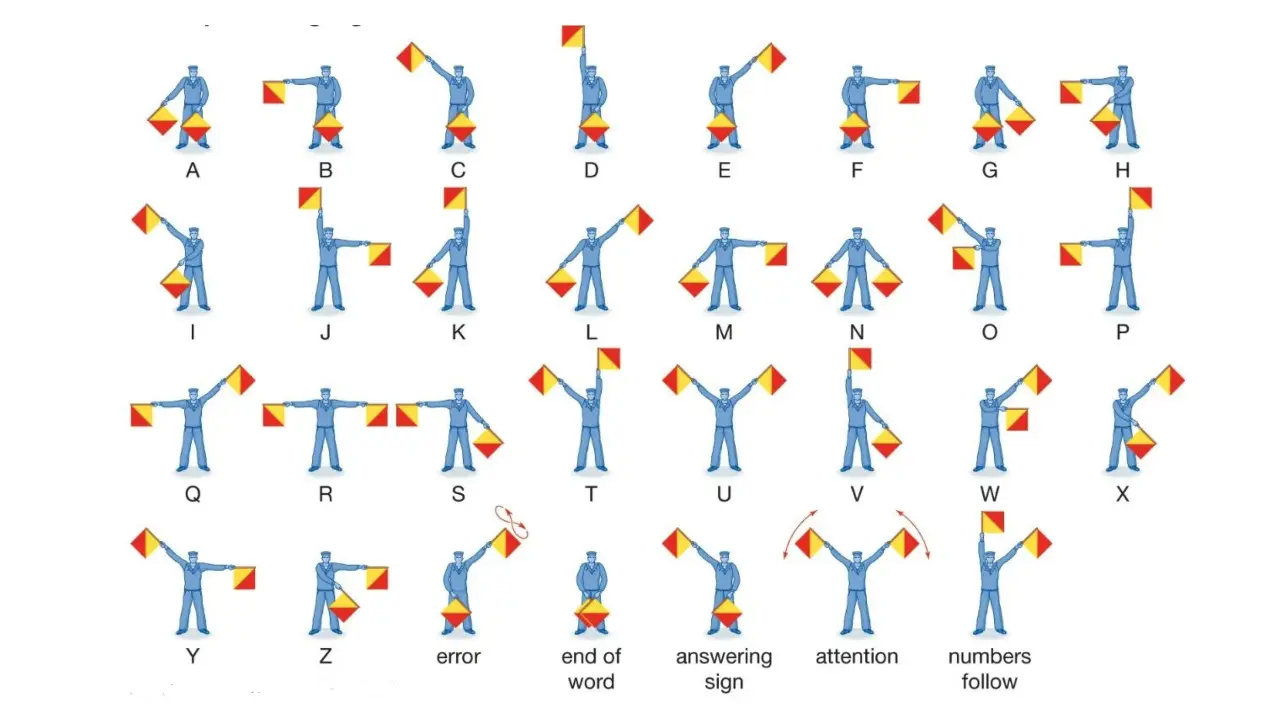 A B C D E F G H
I J K L M N O P
Q R S T U V W X
Y Z error end of word answering sign attention numbers follow